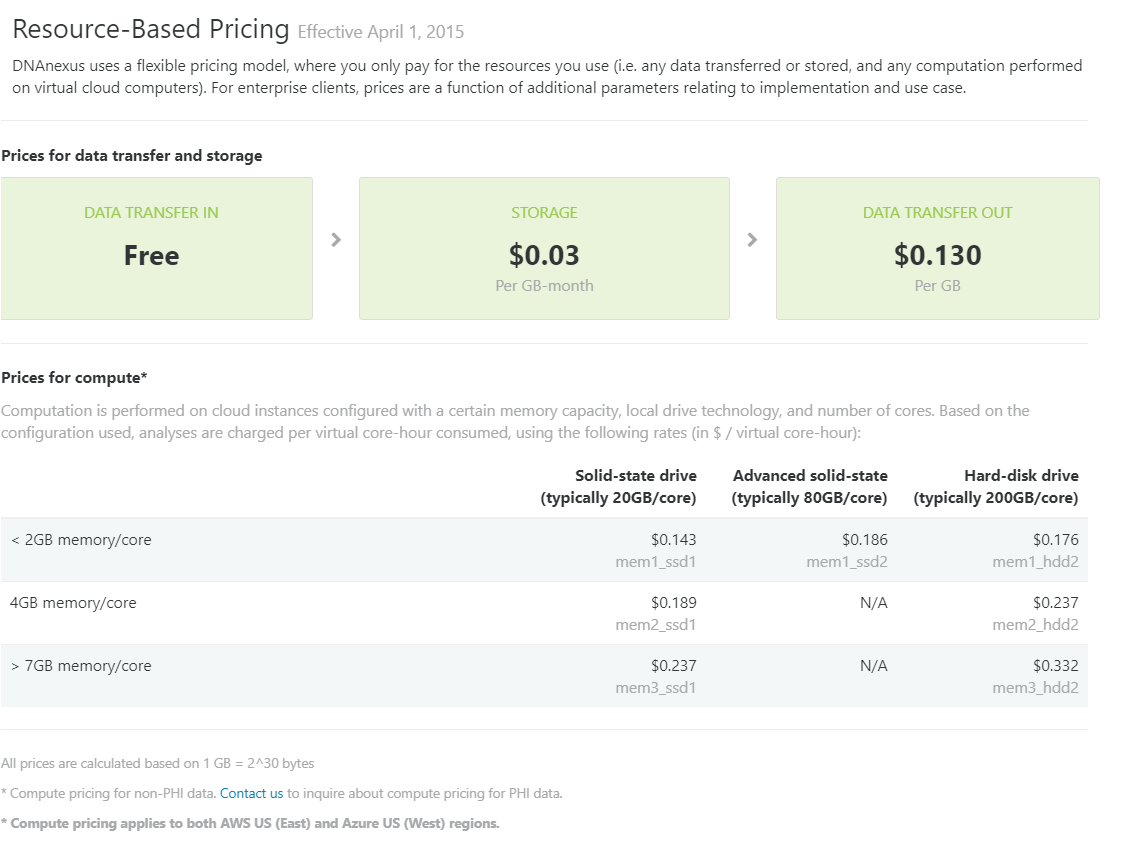 Resource-Based Pricing Effective April 1, 2015
DNAnexus uses a flexible pricing model, where you only pay for the resources you use (i.e. any data transferred or stored, and any computation performed
on virtual cloud computers). For enterprise clients, prices are a function of additional parameters relating to implementation and use case.
Prices for data transfer and storage
DATA TRANSFER IN
Free
STORAGE
$0.03
Per GB-month
DATA TRANSFER OUT
$0.130
Per GB
Prices for compute*
Computation is performed on cloud instances configured with a certain memory capacity, local drive technology, and number of cores. Based on the
configuration used, analyses are charged per virtual core-hour consumed, using the following rates (in $ / virtual core-hour):
Solid-state drive Advanced solid-state Hard-disk drive
(typically 20GB/core) (typically 80GB/core) (typically 200GB/core)
< 2GB memory/core $0.143 $0.186 $0.176
mem1_ssd1 mem1_ssd2 mem1_hdd2
4GB memory/core $0.189 N/A $0.237
mem2_ssd1 mem2_hdd2
> 7GB memory/core $0.237 N/A $0.332
mem3_ssd1 mem3_hdd2
All prices are calculated based on 1 GB = 2^30 bytes
* Compute pricing for non-PHI data. Contact us to inquire about compute pricing for PHI data.
* Compute pricing applies to both AWS US (East) and Azure US (West) regions.